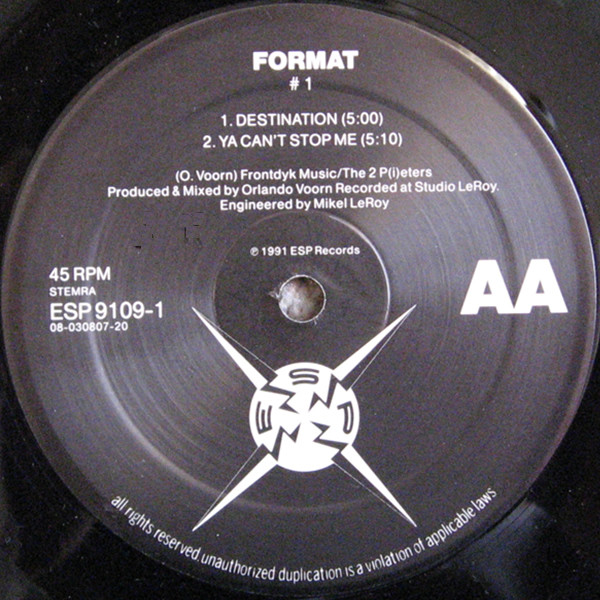 FORMAT
# 1
1. DESTINATION (5:00)
2. YA CAN'T STOP ME (5:10)
(O. Voorn) Frontdyk Music/The 2 P(i)eters
Produced & Mixed by Orlando Voorn Recorded at Studio LeRoy.
Engineered by Mikel LeRoy
℗ 1991 ESP Records
45 RPM
STEMRA
ESP 9109-1
08-030807-20
AA
ESP
all rights reserved. unauthorized duplication is a violation of applicable laws